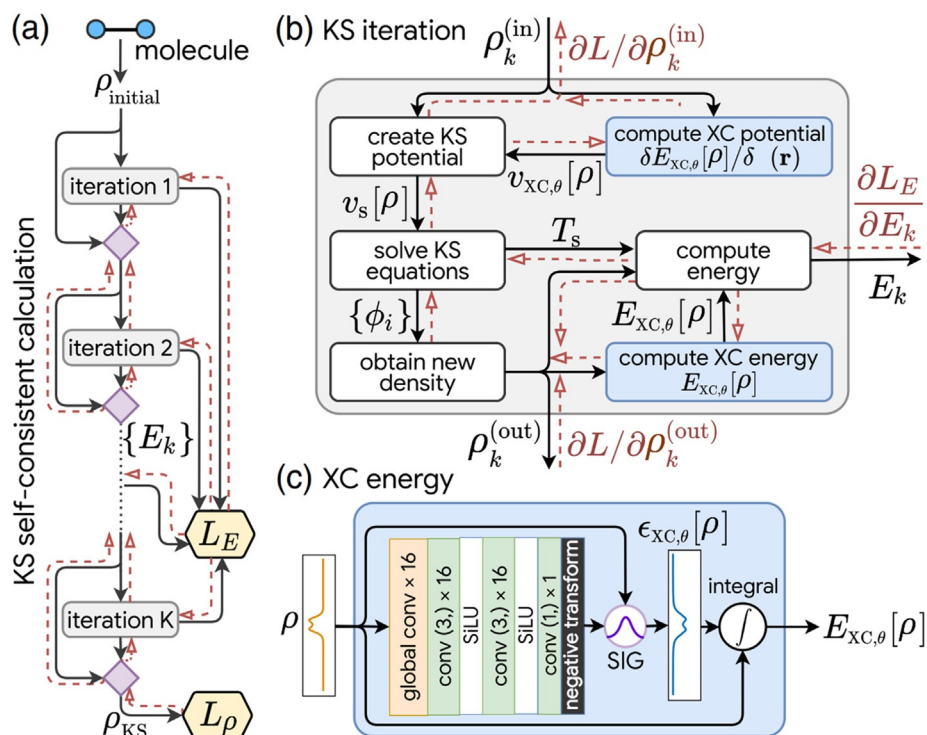 (a)
molecule
ρ_initial
iteration 1
iteration 2
{E_k}
L_E
iteration K
ρ_KS
L_ρ
KS self-consistent calculation
(b) KS iteration
ρ_k^(in)
∂L/∂ρ_k^(in)
create KS
potential
compute XC potential
δE_XC,θ[ρ]/δ (r)
v_XC,θ[ρ]
v_s[ρ]
∂L_E
∂E_k
solve KS
equations
T_s
compute
energy
E_k
{ϕ_i}
E_XC,θ[ρ]
obtain new
density
compute XC energy
E_XC,θ[ρ]
ρ_k^(out)
∂L/∂ρ_k^(out)
(c) XC energy
ρ
global conv × 16
conv (3,) × 16
SiLU
conv (3,) × 16
SiLU
conv (1,) × 1
negative transform
SIG
ϵ_XC,θ[ρ]
integral
∫
E_XC,θ[ρ]